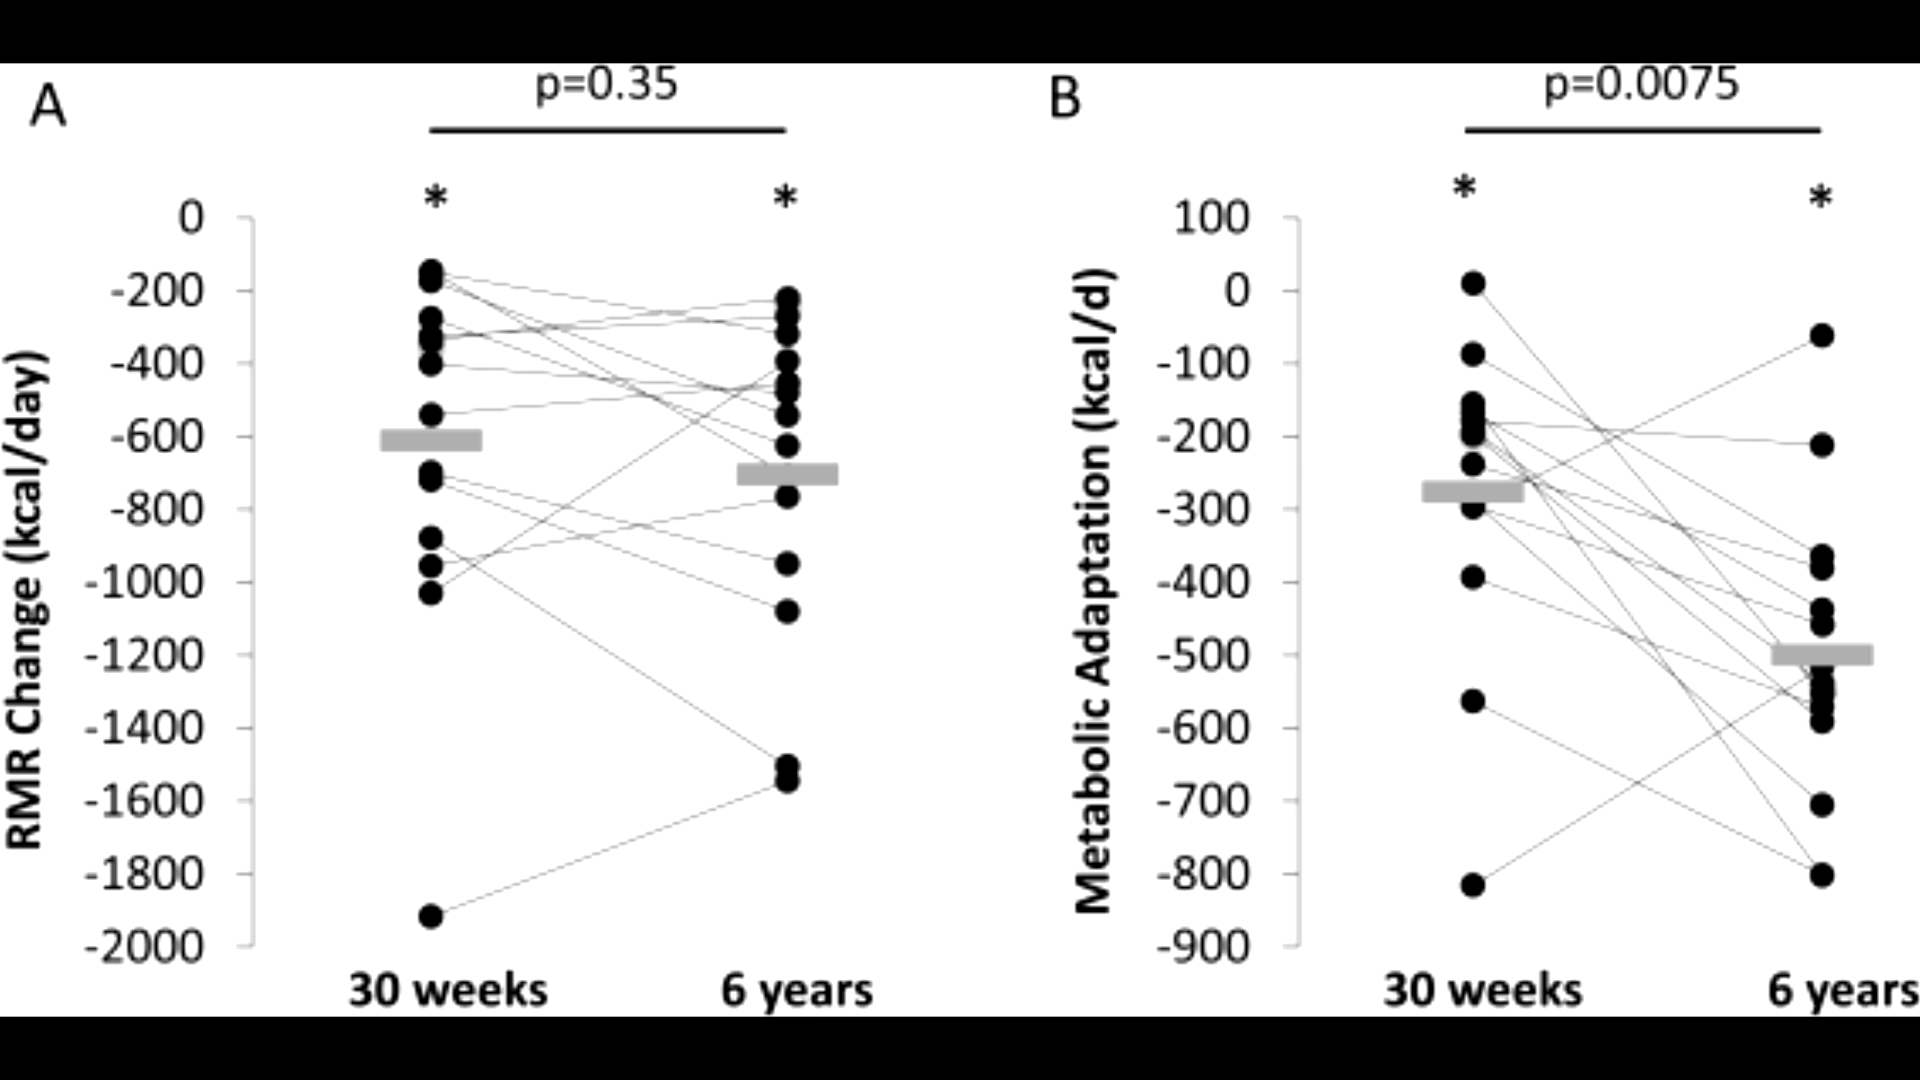 A
p=0.35
*
*
RMR Change (kcal/day)
0
-200
-400
-600
-800
-1000
-1200
-1400
-1600
-1800
-2000
30 weeks
6 years
B
p=0.0075
*
*
Metabolic Adaptation (kcal/d)
100
0
-100
-200
-300
-400
-500
-600
-700
-800
-900
30 weeks
6 years